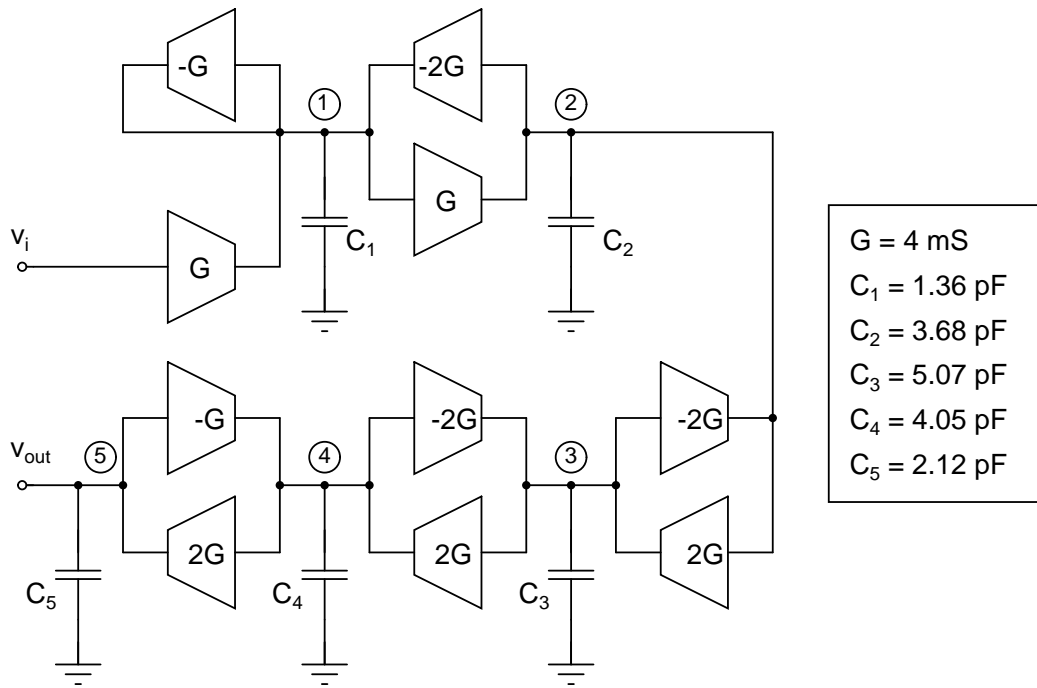 -G
-2G
①
②
G
v_i
G
C₁
C₂
G = 4 mS
C₁ = 1.36 pF
C₂ = 3.68 pF
C₃ = 5.07 pF
C₄ = 4.05 pF
C₅ = 2.12 pF
-G
-2G
-2G
v_out
⑤
④
③
2G
2G
2G
C₅
C₄
C₃